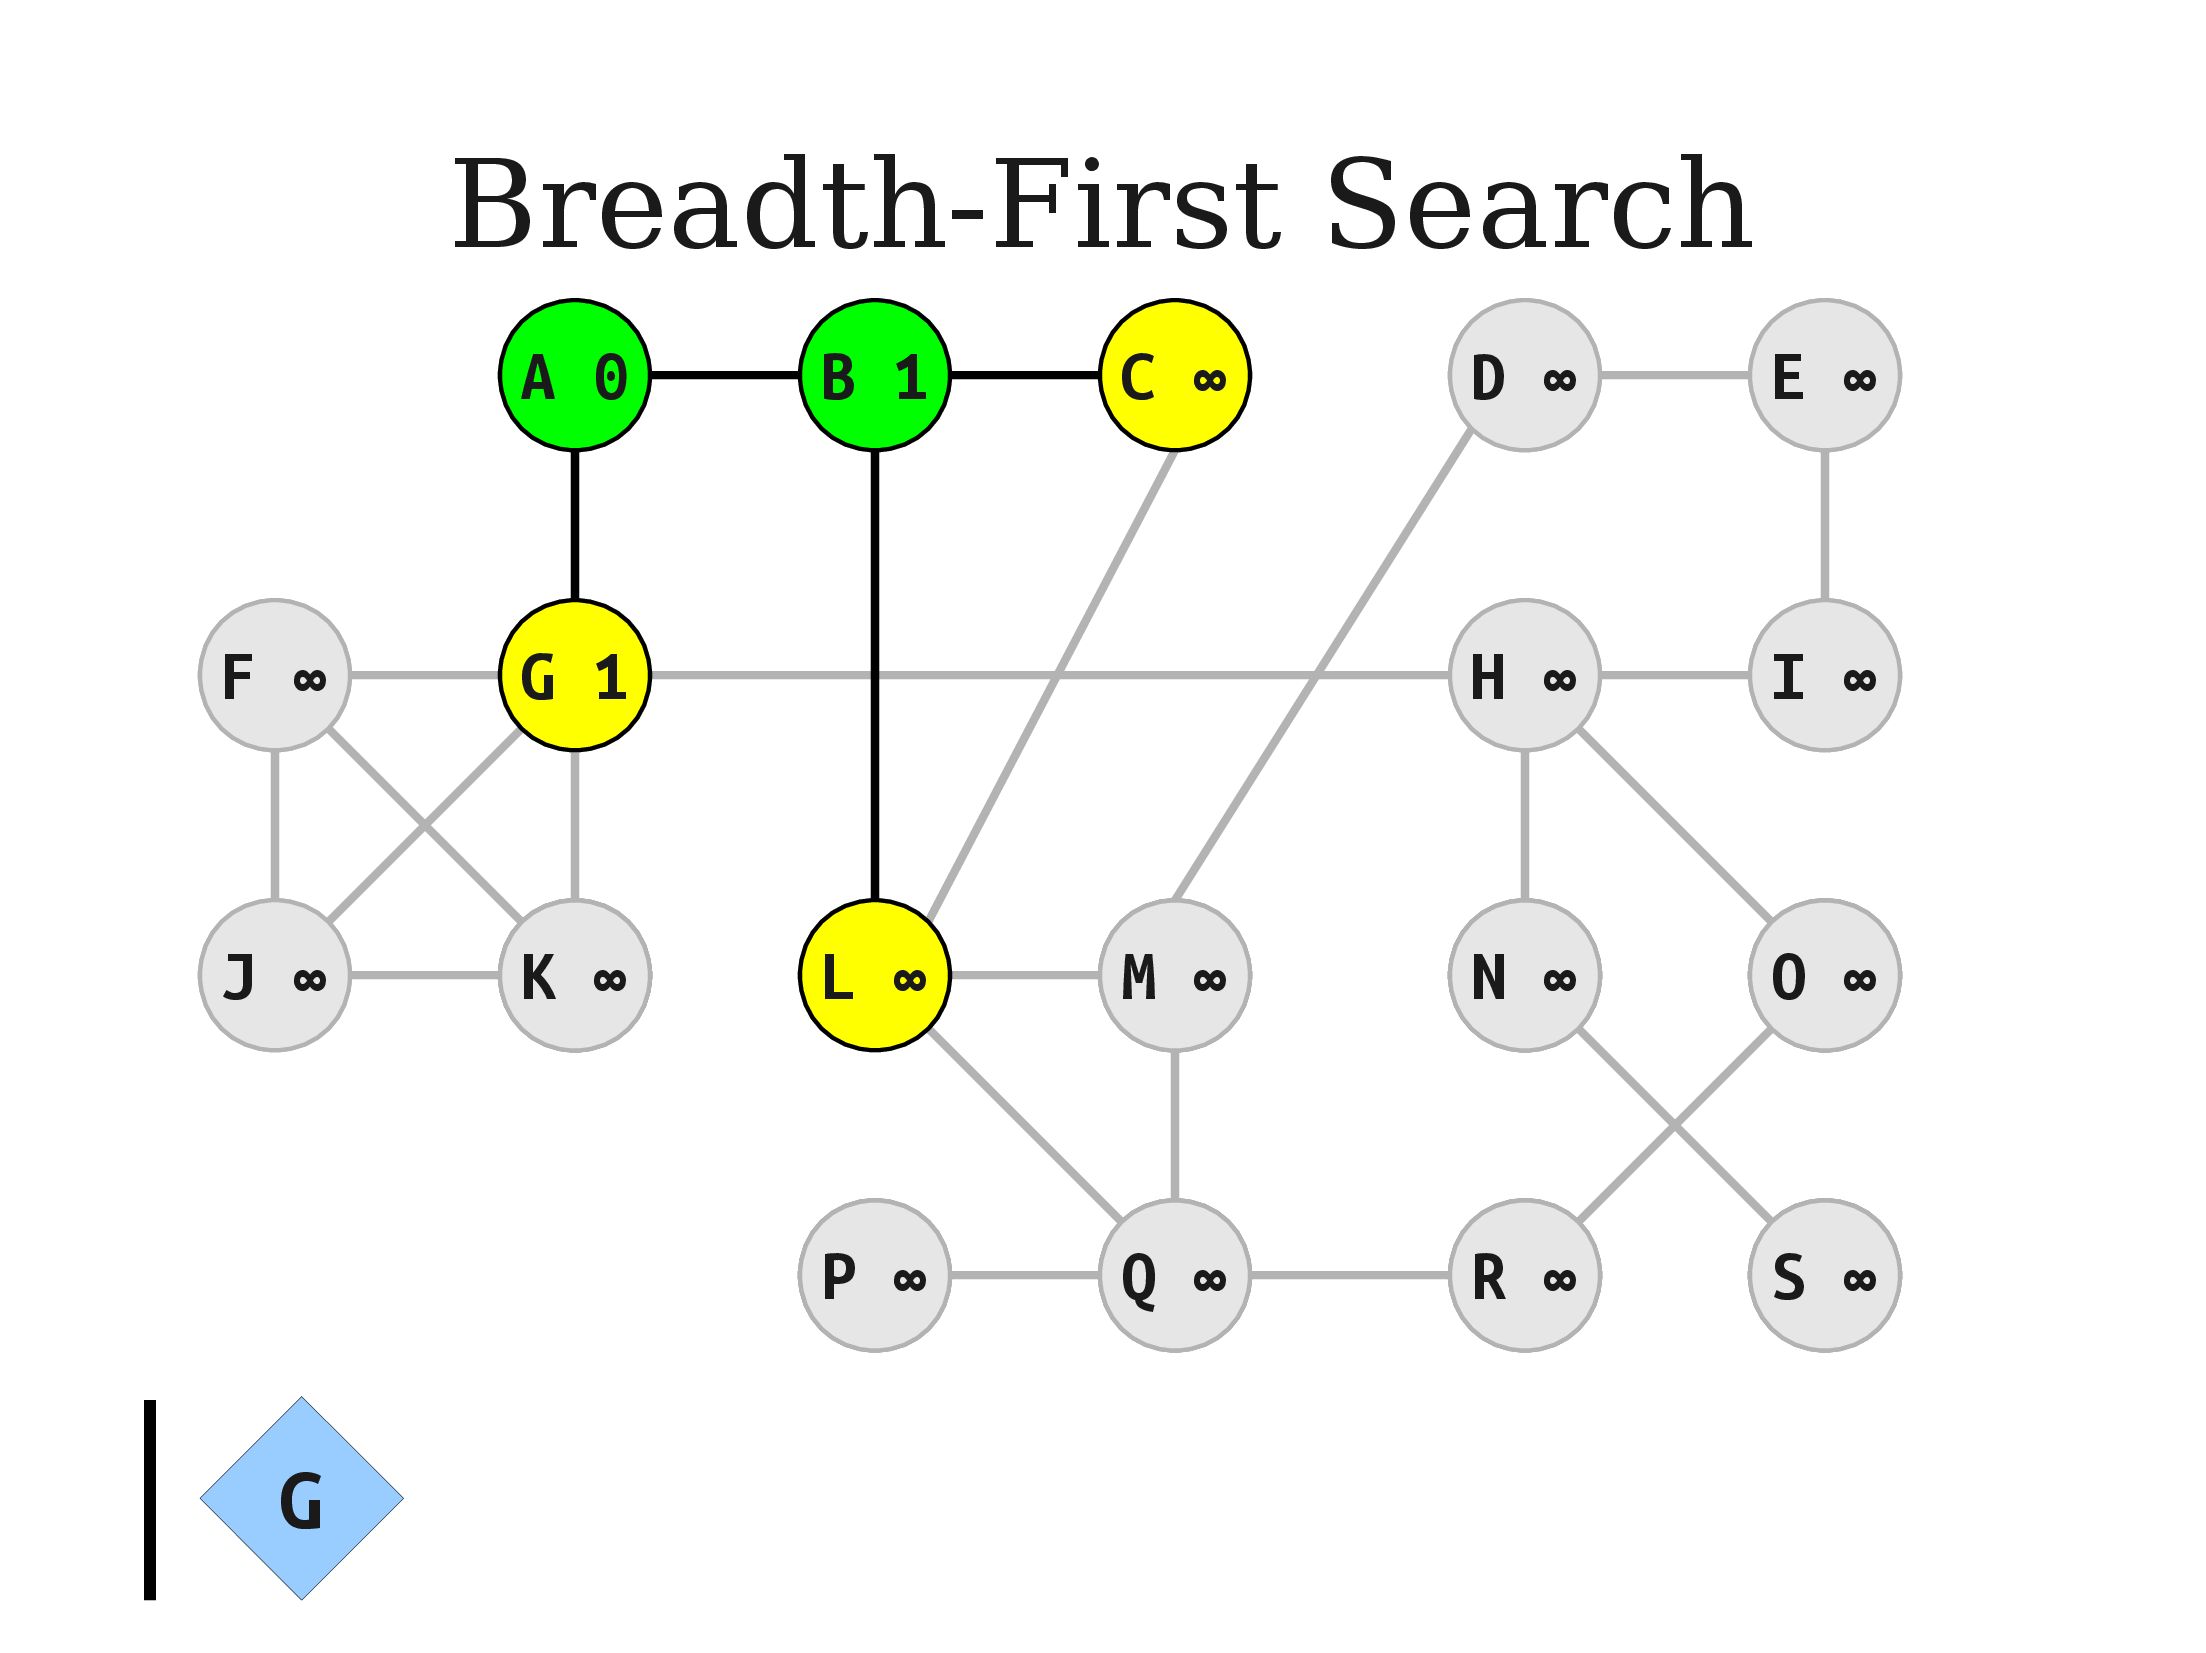 Breadth-First Search
A 0 B 1 C ∞ D ∞ E ∞
F ∞ G 1 H ∞ I ∞
J ∞ K ∞ L ∞ M ∞ N ∞ O ∞
P ∞ Q ∞ R ∞ S ∞
G